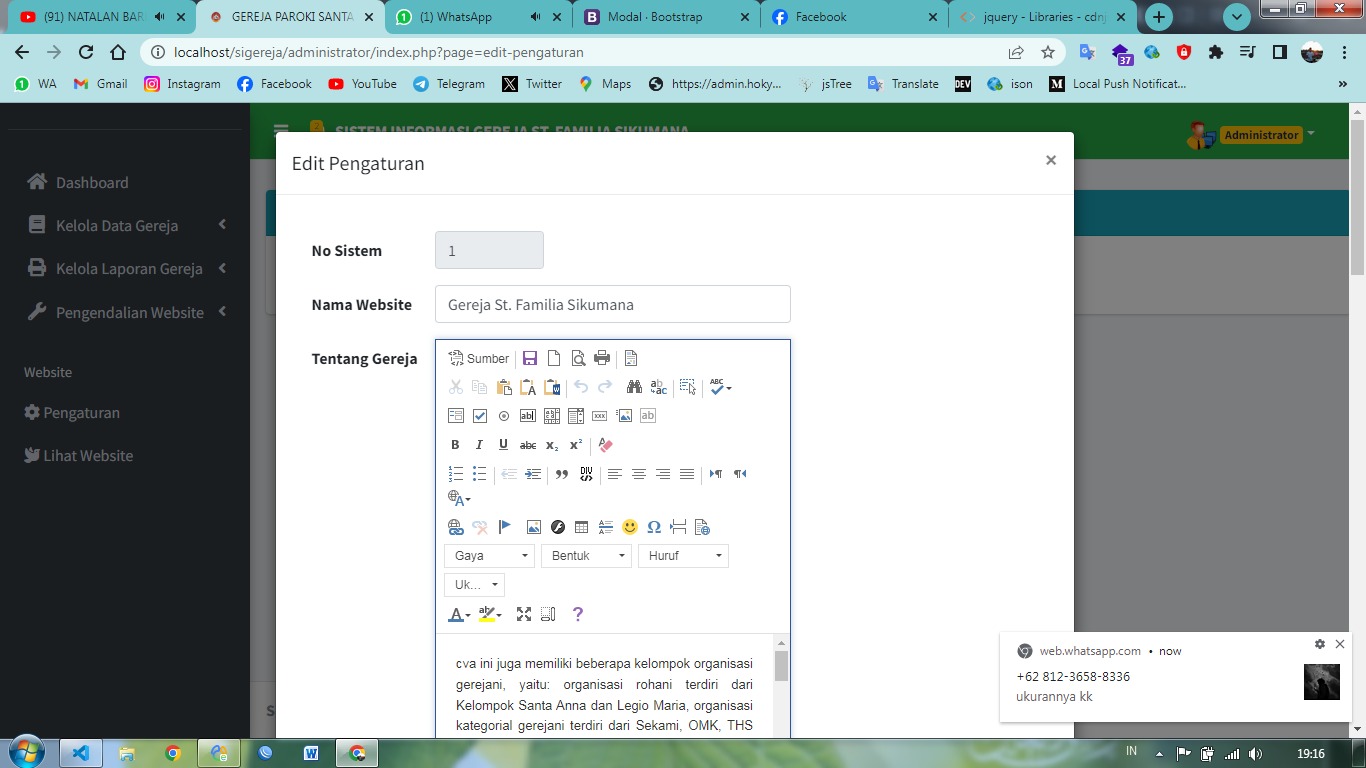 (91) NATALAN BAR
GEREJA PAROKI SANTA
(1) WhatsApp
Modal · Bootstrap
Facebook
jquery - Libraries - cdnj
localhost/sigereja/administrator/index.php?page=edit-pengaturan
37
WA
Gmail
Instagram
Facebook
YouTube
Telegram
Twitter
Maps
https://admin.hoky...
jsTree
Translate
DEV
ison
Local Push Notificat...
»
SISTEM INFORMASI GEREJA ST. FAMILIA SIKUMANA
Administrator
Dashboard
Kelola Data Gereja
Kelola Laporan Gereja
Pengendalian Website
Website
Pengaturan
Lihat Website
Edit Pengaturan
×
No Sistem
1
Nama Website
Gereja St. Familia Sikumana
Tentang Gereja
Sumber
Gaya
Bentuk
Huruf
Uk...
cva ini juga memiliki beberapa kelompok organisasi
gerejani, yaitu: organisasi rohani terdiri dari
Kelompok Santa Anna dan Legio Maria, organisasi
kategorial gerejani terdiri dari Sekami, OMK, THS
web.whatsapp.com • now
+62 812-3658-8336
ukurannya kk
IN
19:16